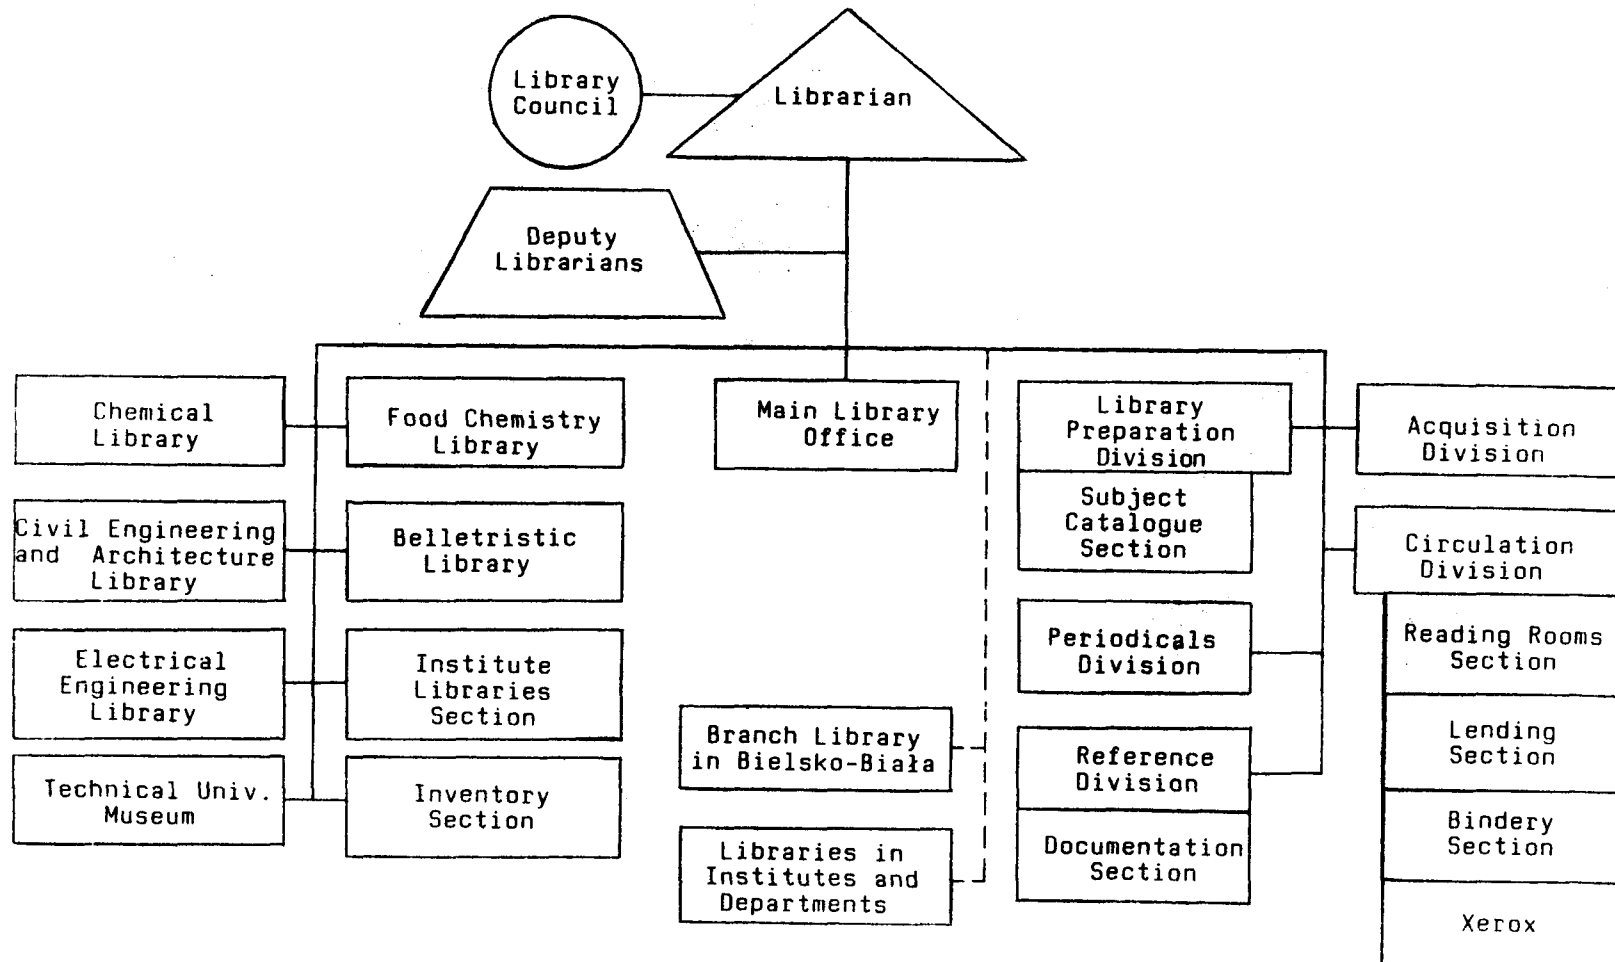 Library
Council
Librarian
Deputy
Librarians
Chemical
Library
Food Chemistry
Library
Main Library
Office
Library
Preparation
Division
Acquisition
Division
Subject
Catalogue
Section
Civil Engineering
and Architecture
Library
Belletristic
Library
Circulation
Division
Electrical
Engineering
Library
Institute
Libraries
Section
Periodicals
Division
Reading Rooms
Section
Branch Library
in Bielsko-Biała
Reference
Division
Lending
Section
Technical Univ.
Museum
Inventory
Section
Libraries in
Institutes and
Departments
Documentation
Section
Bindery
Section
Xerox